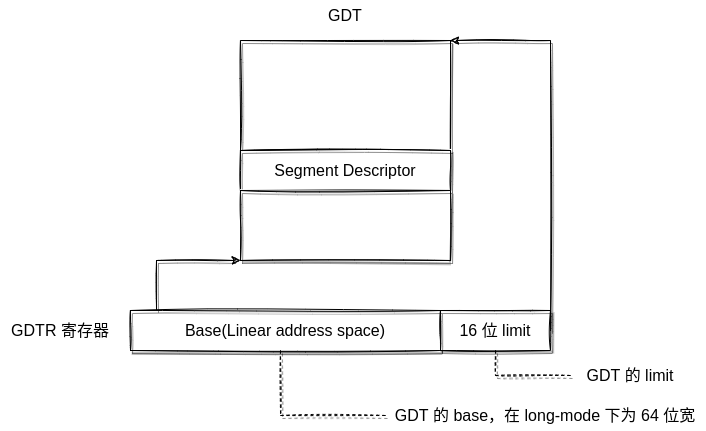 GDT
Segment Descriptor
GDTR 寄存器
Base(Linear address space)
16 位 limit
GDT 的 limit
GDT 的 base，在 long-mode 下为 64 位宽